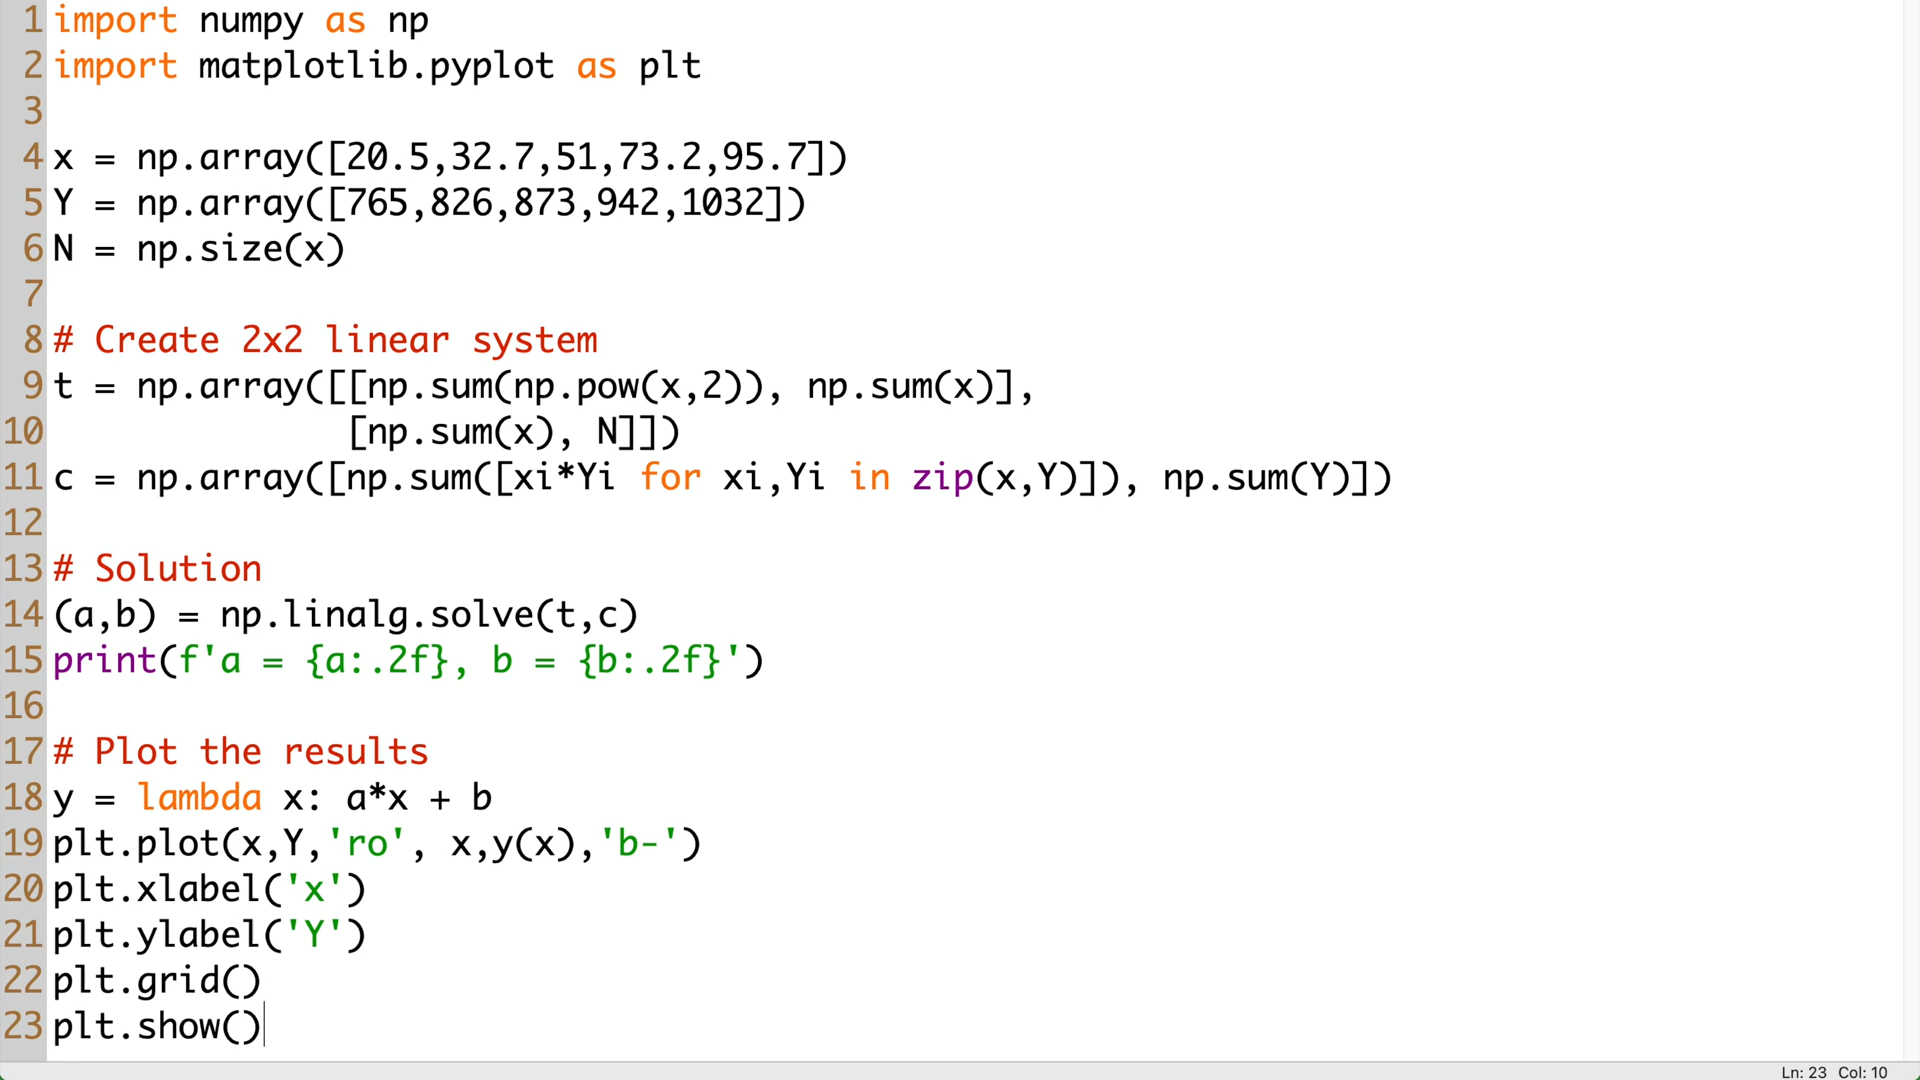 1 import numpy as np
2 import matplotlib.pyplot as plt
3
4 x = np.array([20.5,32.7,51,73.2,95.7])
5 Y = np.array([765,826,873,942,1032])
6 N = np.size(x)
7
8 # Create 2x2 linear system
9 t = np.array([[np.sum(np.pow(x,2)), np.sum(x)],
10               [np.sum(x), N]])
11 c = np.array([np.sum([xi*Yi for xi,Yi in zip(x,Y)]), np.sum(Y)])
12
13 # Solution
14 (a,b) = np.linalg.solve(t,c)
15 print(f'a = {a:.2f}, b = {b:.2f}')
16
17 # Plot the results
18 y = lambda x: a*x + b
19 plt.plot(x,Y,'ro', x,y(x),'b-')
20 plt.xlabel('x')
21 plt.ylabel('Y')
22 plt.grid()
23 plt.show()
Ln: 23 Col: 10